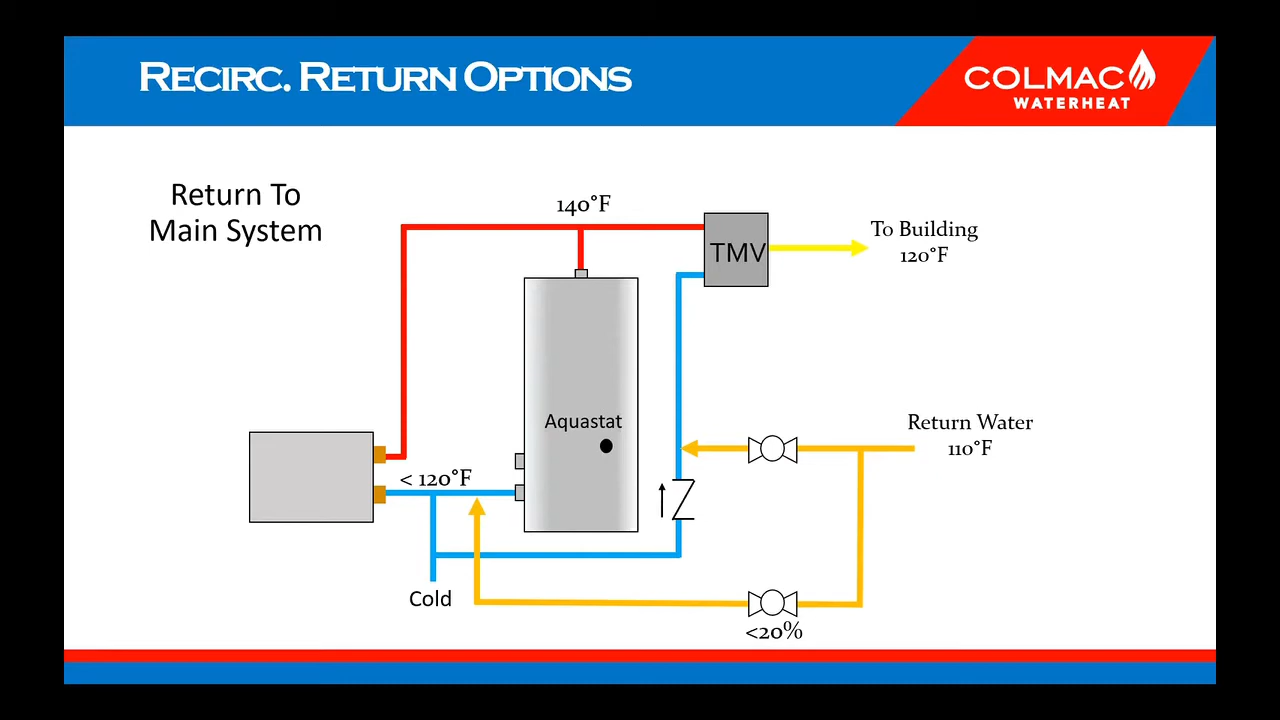 RECIRC. RETURN OPTIONS
COLMAC
WATERHEAT
Return To
Main System
140°F
TMV
To Building
120°F
Aquastat
Return Water
110°F
< 120°F
Cold
<20%